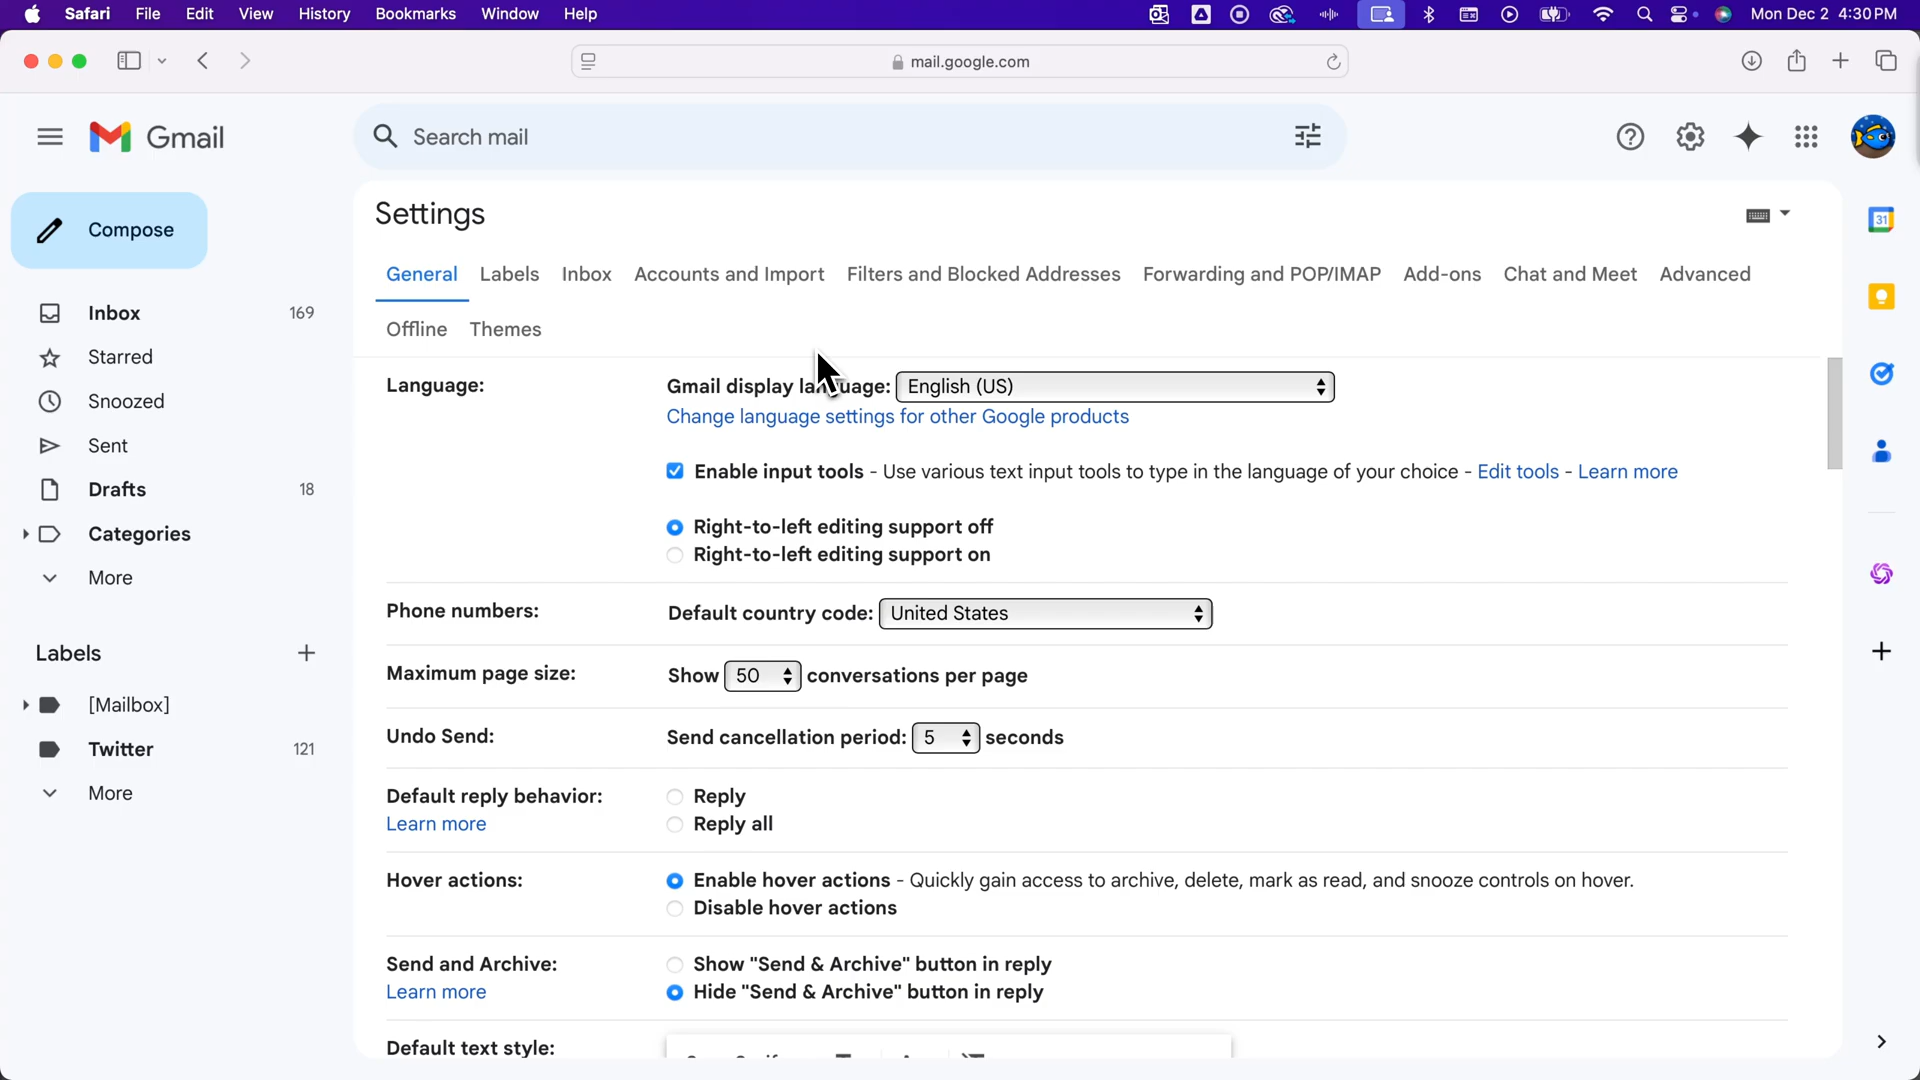 Safari File Edit View History Bookmarks Window Help Mon Dec 2 4:30 PM
mail.google.com
Gmail Search mail
Compose
Inbox 169
Starred
Snoozed
Sent
Drafts 18
Categories
More
Labels
[Mailbox]
Twitter 121
More
Settings
General Labels Inbox Accounts and Import Filters and Blocked Addresses Forwarding and POP/IMAP Add-ons Chat and Meet Advanced
Offline Themes
Language: Gmail display language: English (US)
Change language settings for other Google products
Enable input tools - Use various text input tools to type in the language of your choice - Edit tools - Learn more
Right-to-left editing support off
Right-to-left editing support on
Phone numbers: Default country code: United States
Maximum page size: Show 50 conversations per page
Undo Send: Send cancellation period: 5 seconds
Default reply behavior: Reply
Learn more Reply all
Hover actions: Enable hover actions - Quickly gain access to archive, delete, mark as read, and snooze controls on hover.
Disable hover actions
Send and Archive: Show "Send & Archive" button in reply
Learn more Hide "Send & Archive" button in reply
Default text style:
31